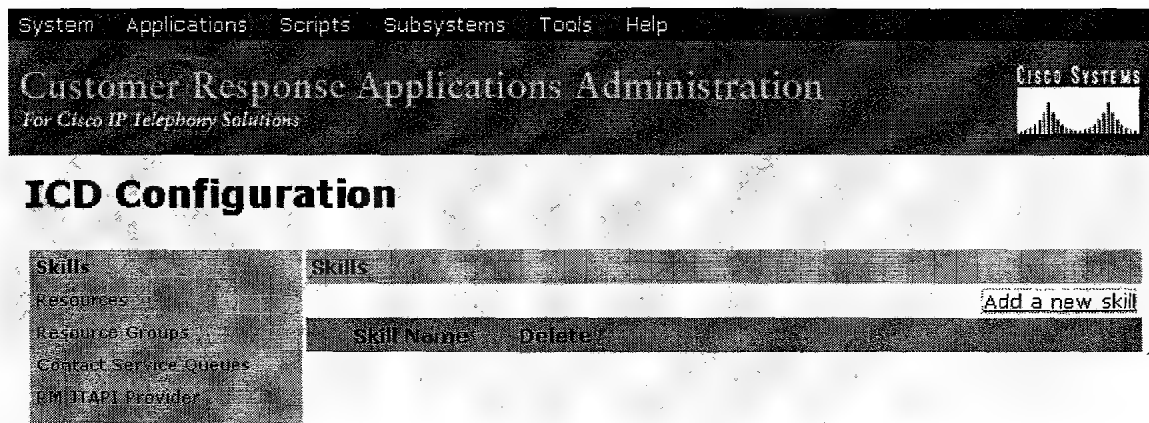 System Applications Scripts Subsystems Tools Help
Customer Response Applications Administration
For Cisco IP Telephony Solutions
CISCO SYSTEMS
ICD Configuration
Skills
Resources
Resource Groups
Contact Service Queues
RM JTAPI Provider
Skills
Add a new skill
Skill Name Delete